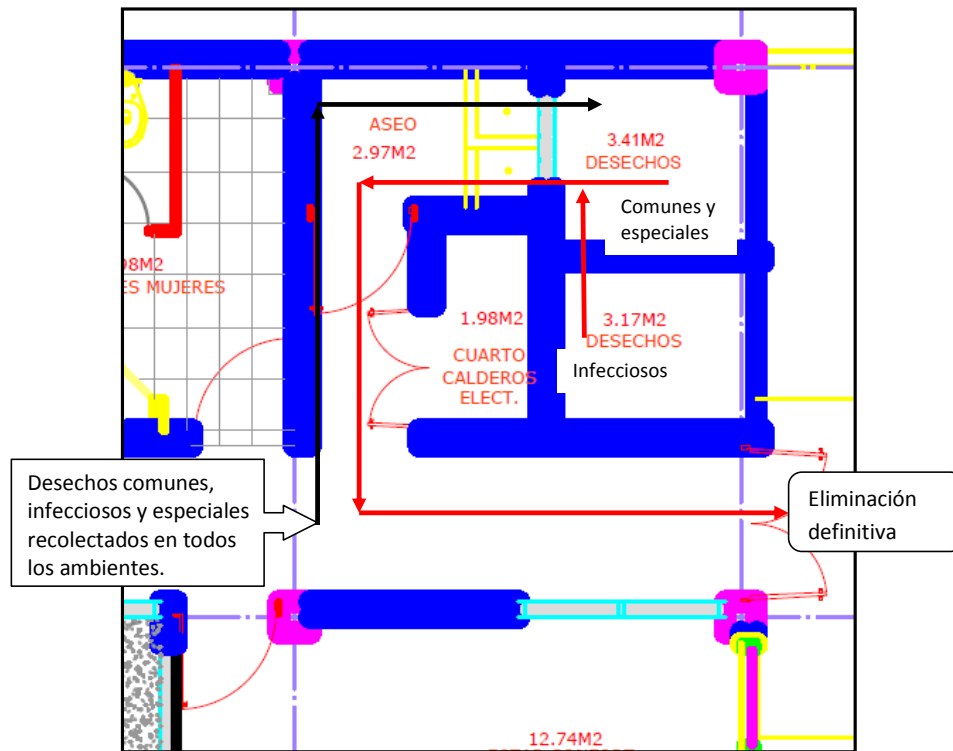 ASEO
2.97M2
3.41M2
DESECHOS
Comunes y
especiales
98M2
ES MUJERES
1.98M2
CUARTO
CALDEROS
ELECT.
3.17M2
DESECHOS
Infecciosos
Desechos comunes,
infecciosos y especiales
recolectados en todos
los ambientes.
Eliminación
definitiva
12.74M2